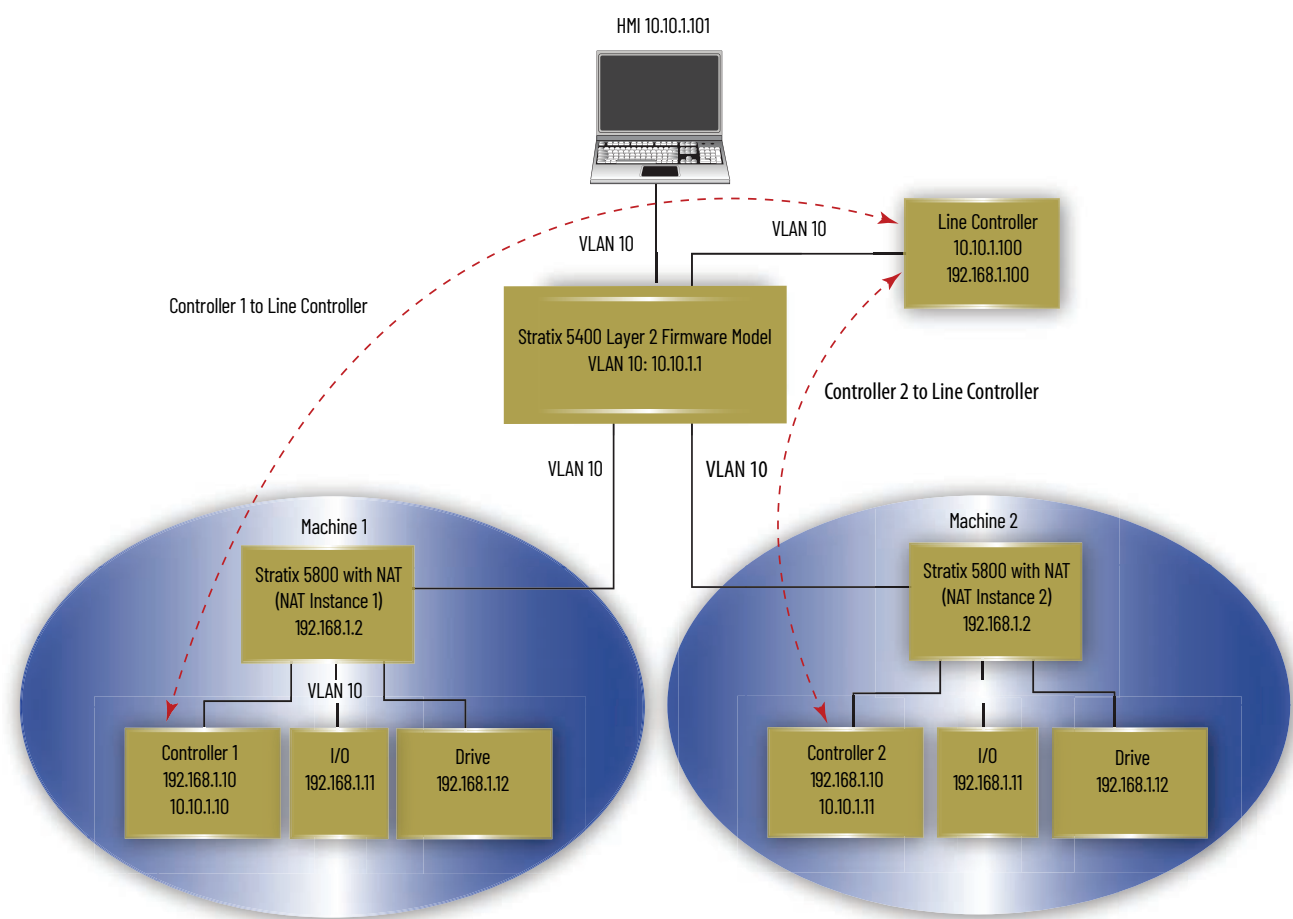 HMI 10.10.1.101
VLAN 10
VLAN 10
Line Controller
10.10.1.100
192.168.1.100
Controller 1 to Line Controller
Stratix 5400 Layer 2 Firmware Model
VLAN 10: 10.10.1.1
Controller 2 to Line Controller
VLAN 10
VLAN 10
Machine 1
Stratix 5800 with NAT
(NAT Instance 1)
192.168.1.2
VLAN 10
Controller 1
192.168.1.10
10.10.1.10
I/O
192.168.1.11
Drive
192.168.1.12
Machine 2
Stratix 5800 with NAT
(NAT Instance 2)
192.168.1.2
Controller 2
192.168.1.10
10.10.1.11
I/O
192.168.1.11
Drive
192.168.1.12